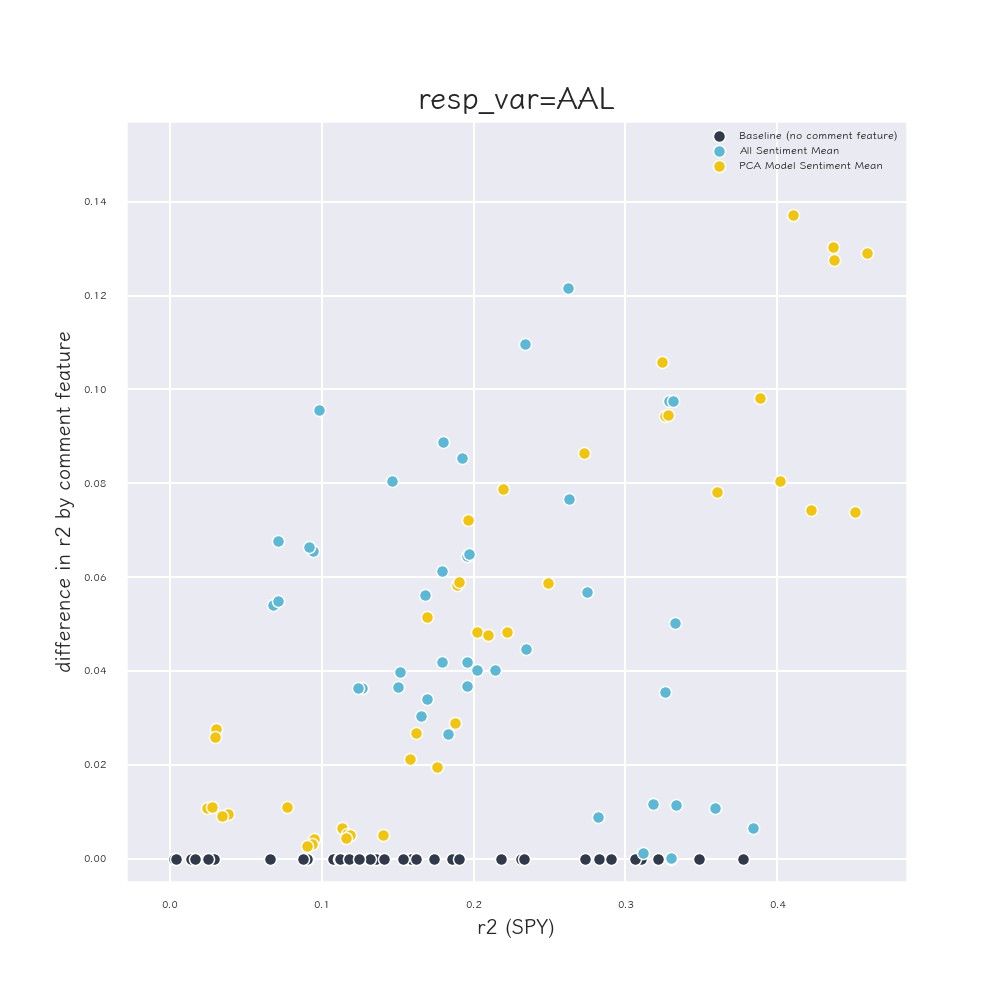 resp_var=AAL
Baseline (no comment feature)
All Sentiment Mean
PCA Model Sentiment Mean
0.14
0.12
0.10
0.08
0.06
0.04
0.02
0.00
difference in r2 by comment feature
0.0 0.1 0.2 0.3 0.4
r2 (SPY)